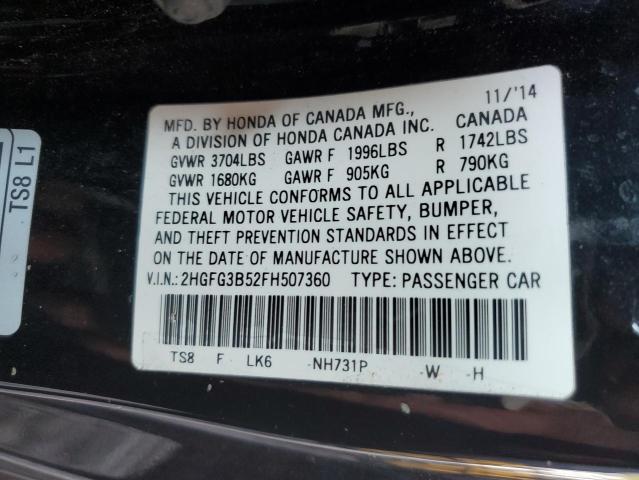 MFD. BY HONDA OF CANADA MFG., 11/'14
A DIVISION OF HONDA CANADA INC. CANADA
GVWR 3704LBS GAWR F 1996LBS R 1742LBS
GVWR 1680KG GAWR F 905KG R 790KG
THIS VEHICLE CONFORMS TO ALL APPLICABLE
FEDERAL MOTOR VEHICLE SAFETY, BUMPER,
AND THEFT PREVENTION STANDARDS IN EFFECT
ON THE DATE OF MANUFACTURE SHOWN ABOVE.
V.I.N.: 2HGFG3B52FH507360 TYPE: PASSENGER CAR
TS8 F LK6 -NH731P -W -H
TS8 L1